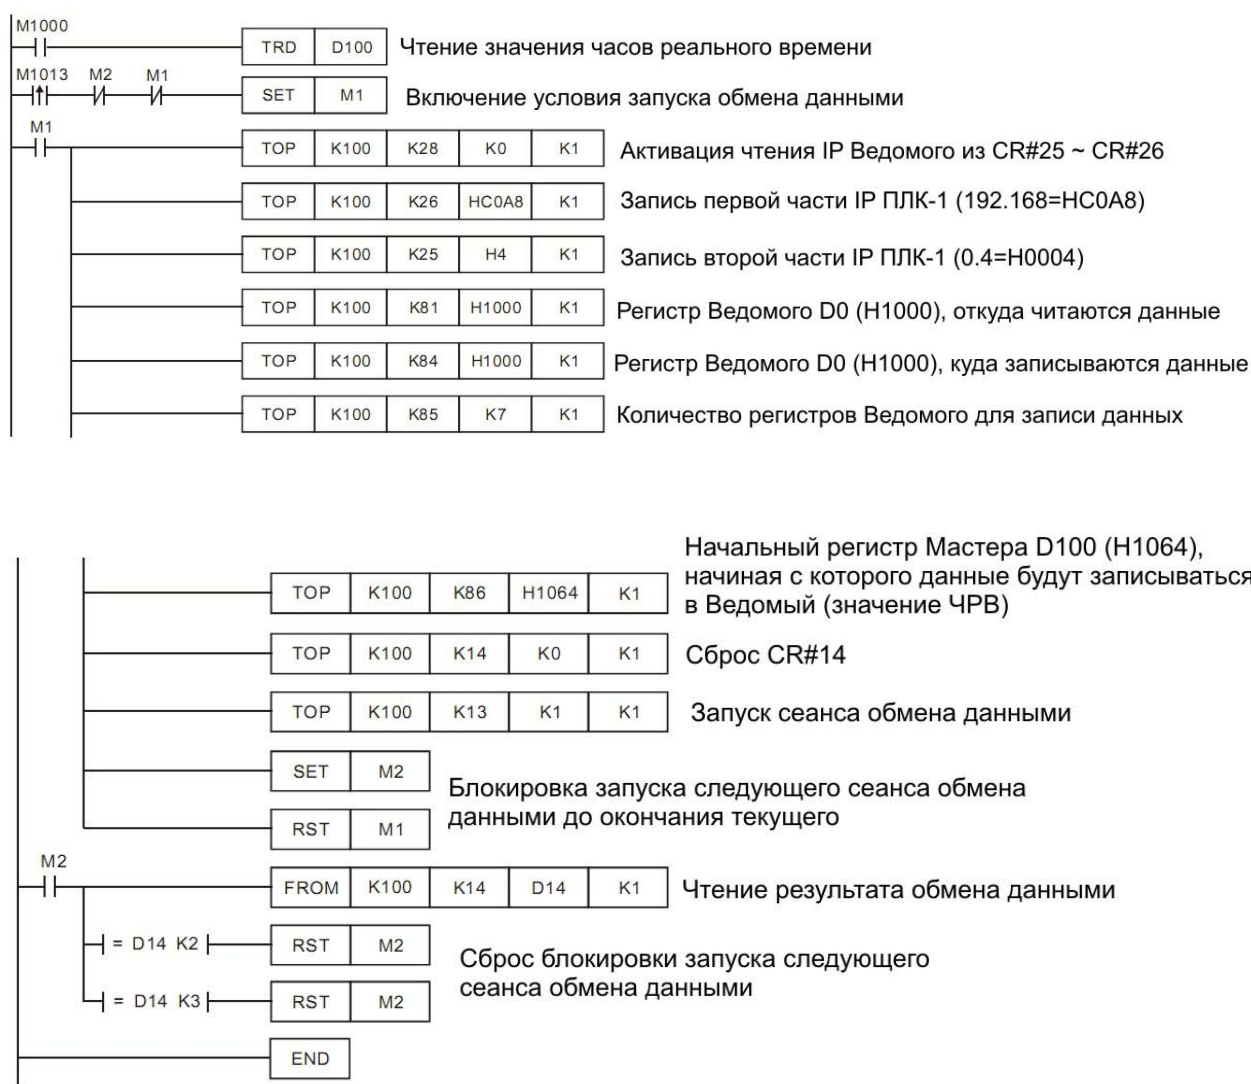 M1000
TRD D100 Чтение значения часов реального времени
M1013 M2 M1
SET M1 Включение условия запуска обмена данными
M1
TOP K100 K28 K0 K1 Активация чтения IP Ведомого из CR#25 ~ CR#26
TOP K100 K26 HC0A8 K1 Запись первой части IP ПЛК-1 (192.168=HC0A8)
TOP K100 K25 H4 K1 Запись второй части IP ПЛК-1 (0.4=H0004)
TOP K100 K81 H1000 K1 Регистр Ведомого D0 (H1000), откуда читаются данные
TOP K100 K84 H1000 K1 Регистр Ведомого D0 (H1000), куда записываются данные
TOP K100 K85 K7 K1 Количество регистров Ведомого для записи данных
Начальный регистр Мастера D100 (H1064),
TOP K100 K86 H1064 K1 начиная с которого данные будут записываться
в Ведомый (значение ЧРВ)
TOP K100 K14 K0 K1 Сброс CR#14
TOP K100 K13 K1 K1 Запуск сеанса обмена данными
SET M2
Блокировка запуска следующего сеанса обмена
данными до окончания текущего
RST M1
M2
FROM K100 K14 D14 K1 Чтение результата обмена данными
= D14 K2 RST M2
Сброс блокировки запуска следующего
сеанса обмена данными
= D14 K3 RST M2
END